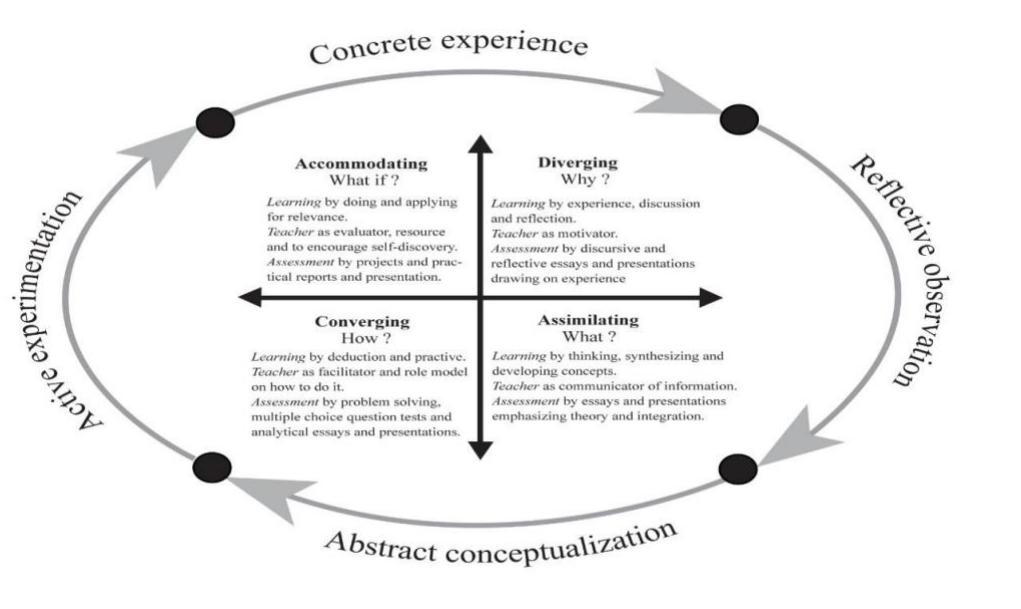 Concrete experience
Accommodating
What if ?
Learning by doing and applying
for relevance.
Teacher as evaluator, resource
and to encourage self-discovery.
Assessment by projects and prac-
tical reports and presentation.
Diverging
Why ?
Learning by experience, discussion
and reflection.
Teacher as motivator.
Assessment by discursive and
reflective essays and presentations
drawing on experience
Reflective observation
Active experimentation
Converging
How ?
Learning by deduction and practive.
Teacher as facilitator and role model
on how to do it.
Assessment by problem solving,
multiple choice question tests and
analytical essays and presentations.
Assimilating
What ?
Learning by thinking, synthesizing and
developing concepts.
Teacher as communicator of information.
Assessment by essays and presentations
emphasizing theory and integration.
Abstract conceptualization